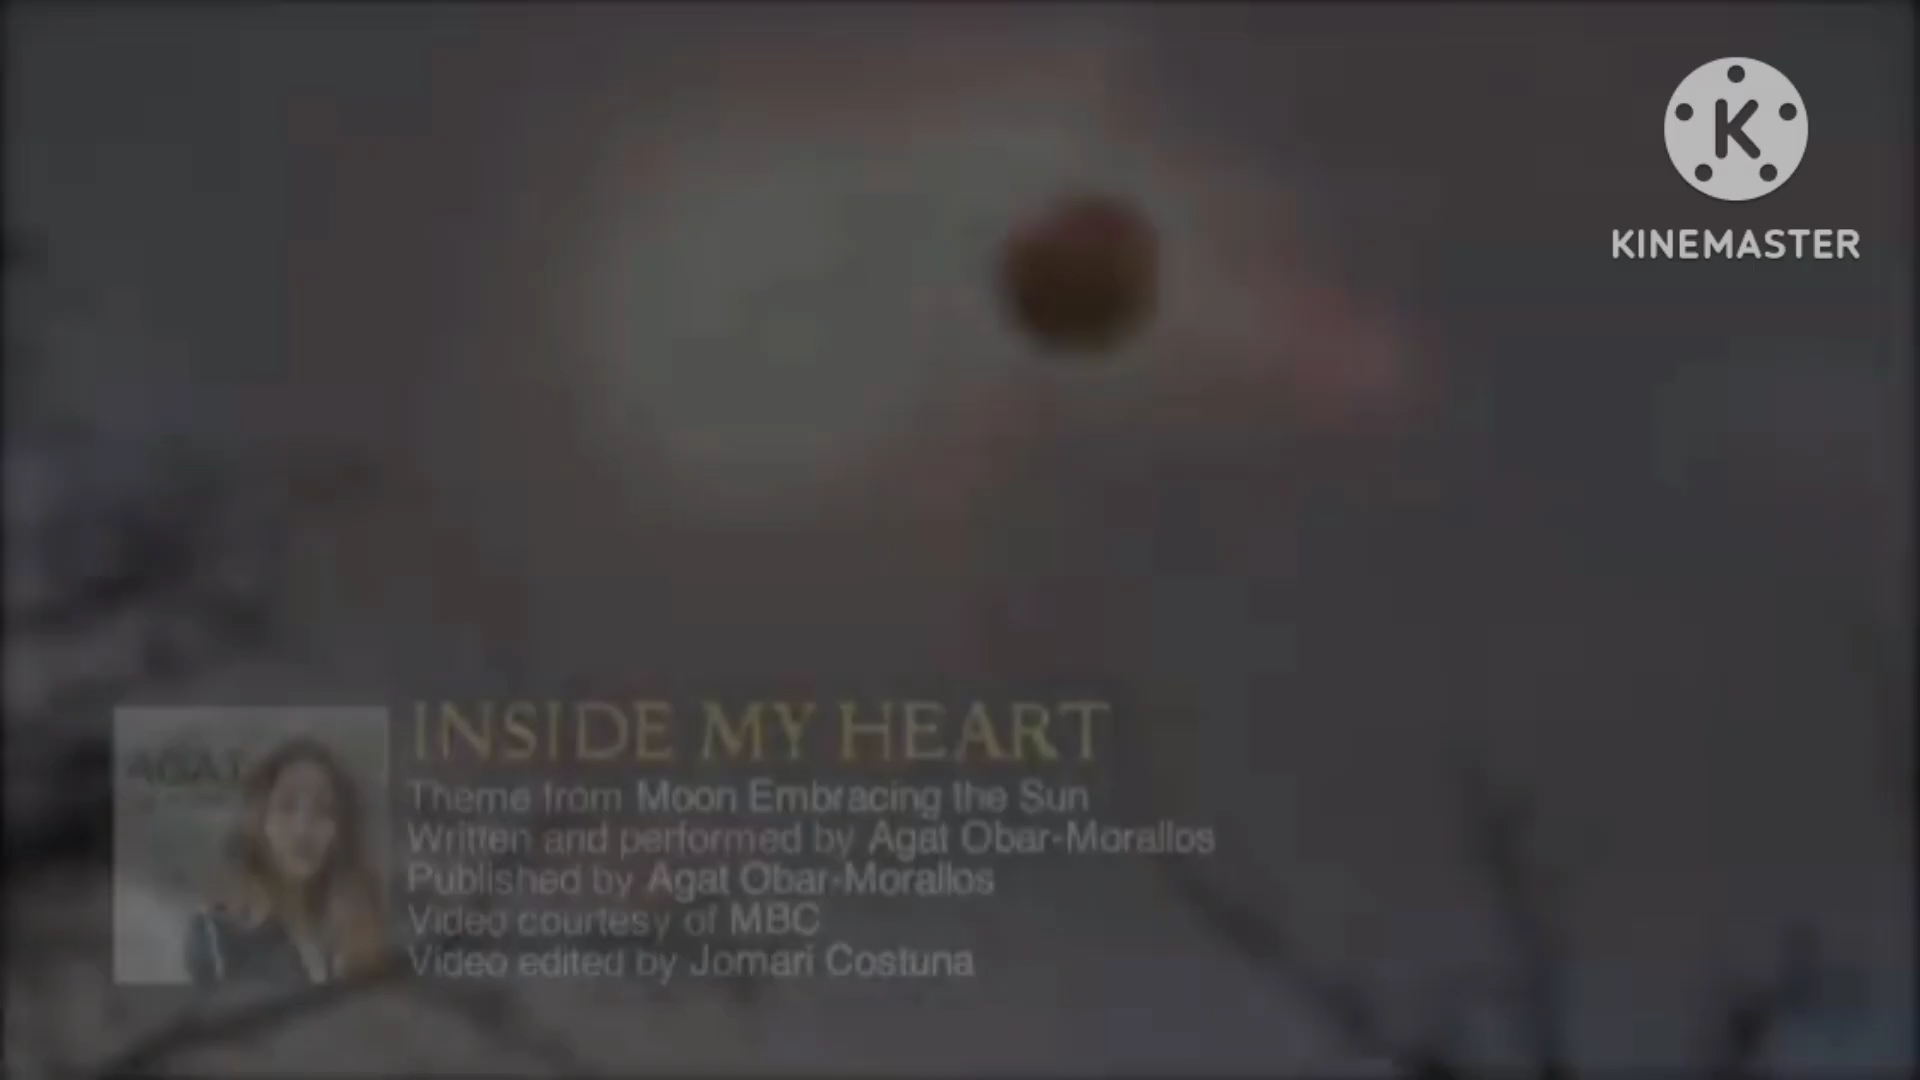 K
KINEMASTER
AGAT
INSIDE MY HEART
Theme from Moon Embracing the Sun
Written and performed by Agat Obar-Morallos
Published by Agat Obar-Morallos
Video courtesy of MBC
Video edited by Jomari Costuna